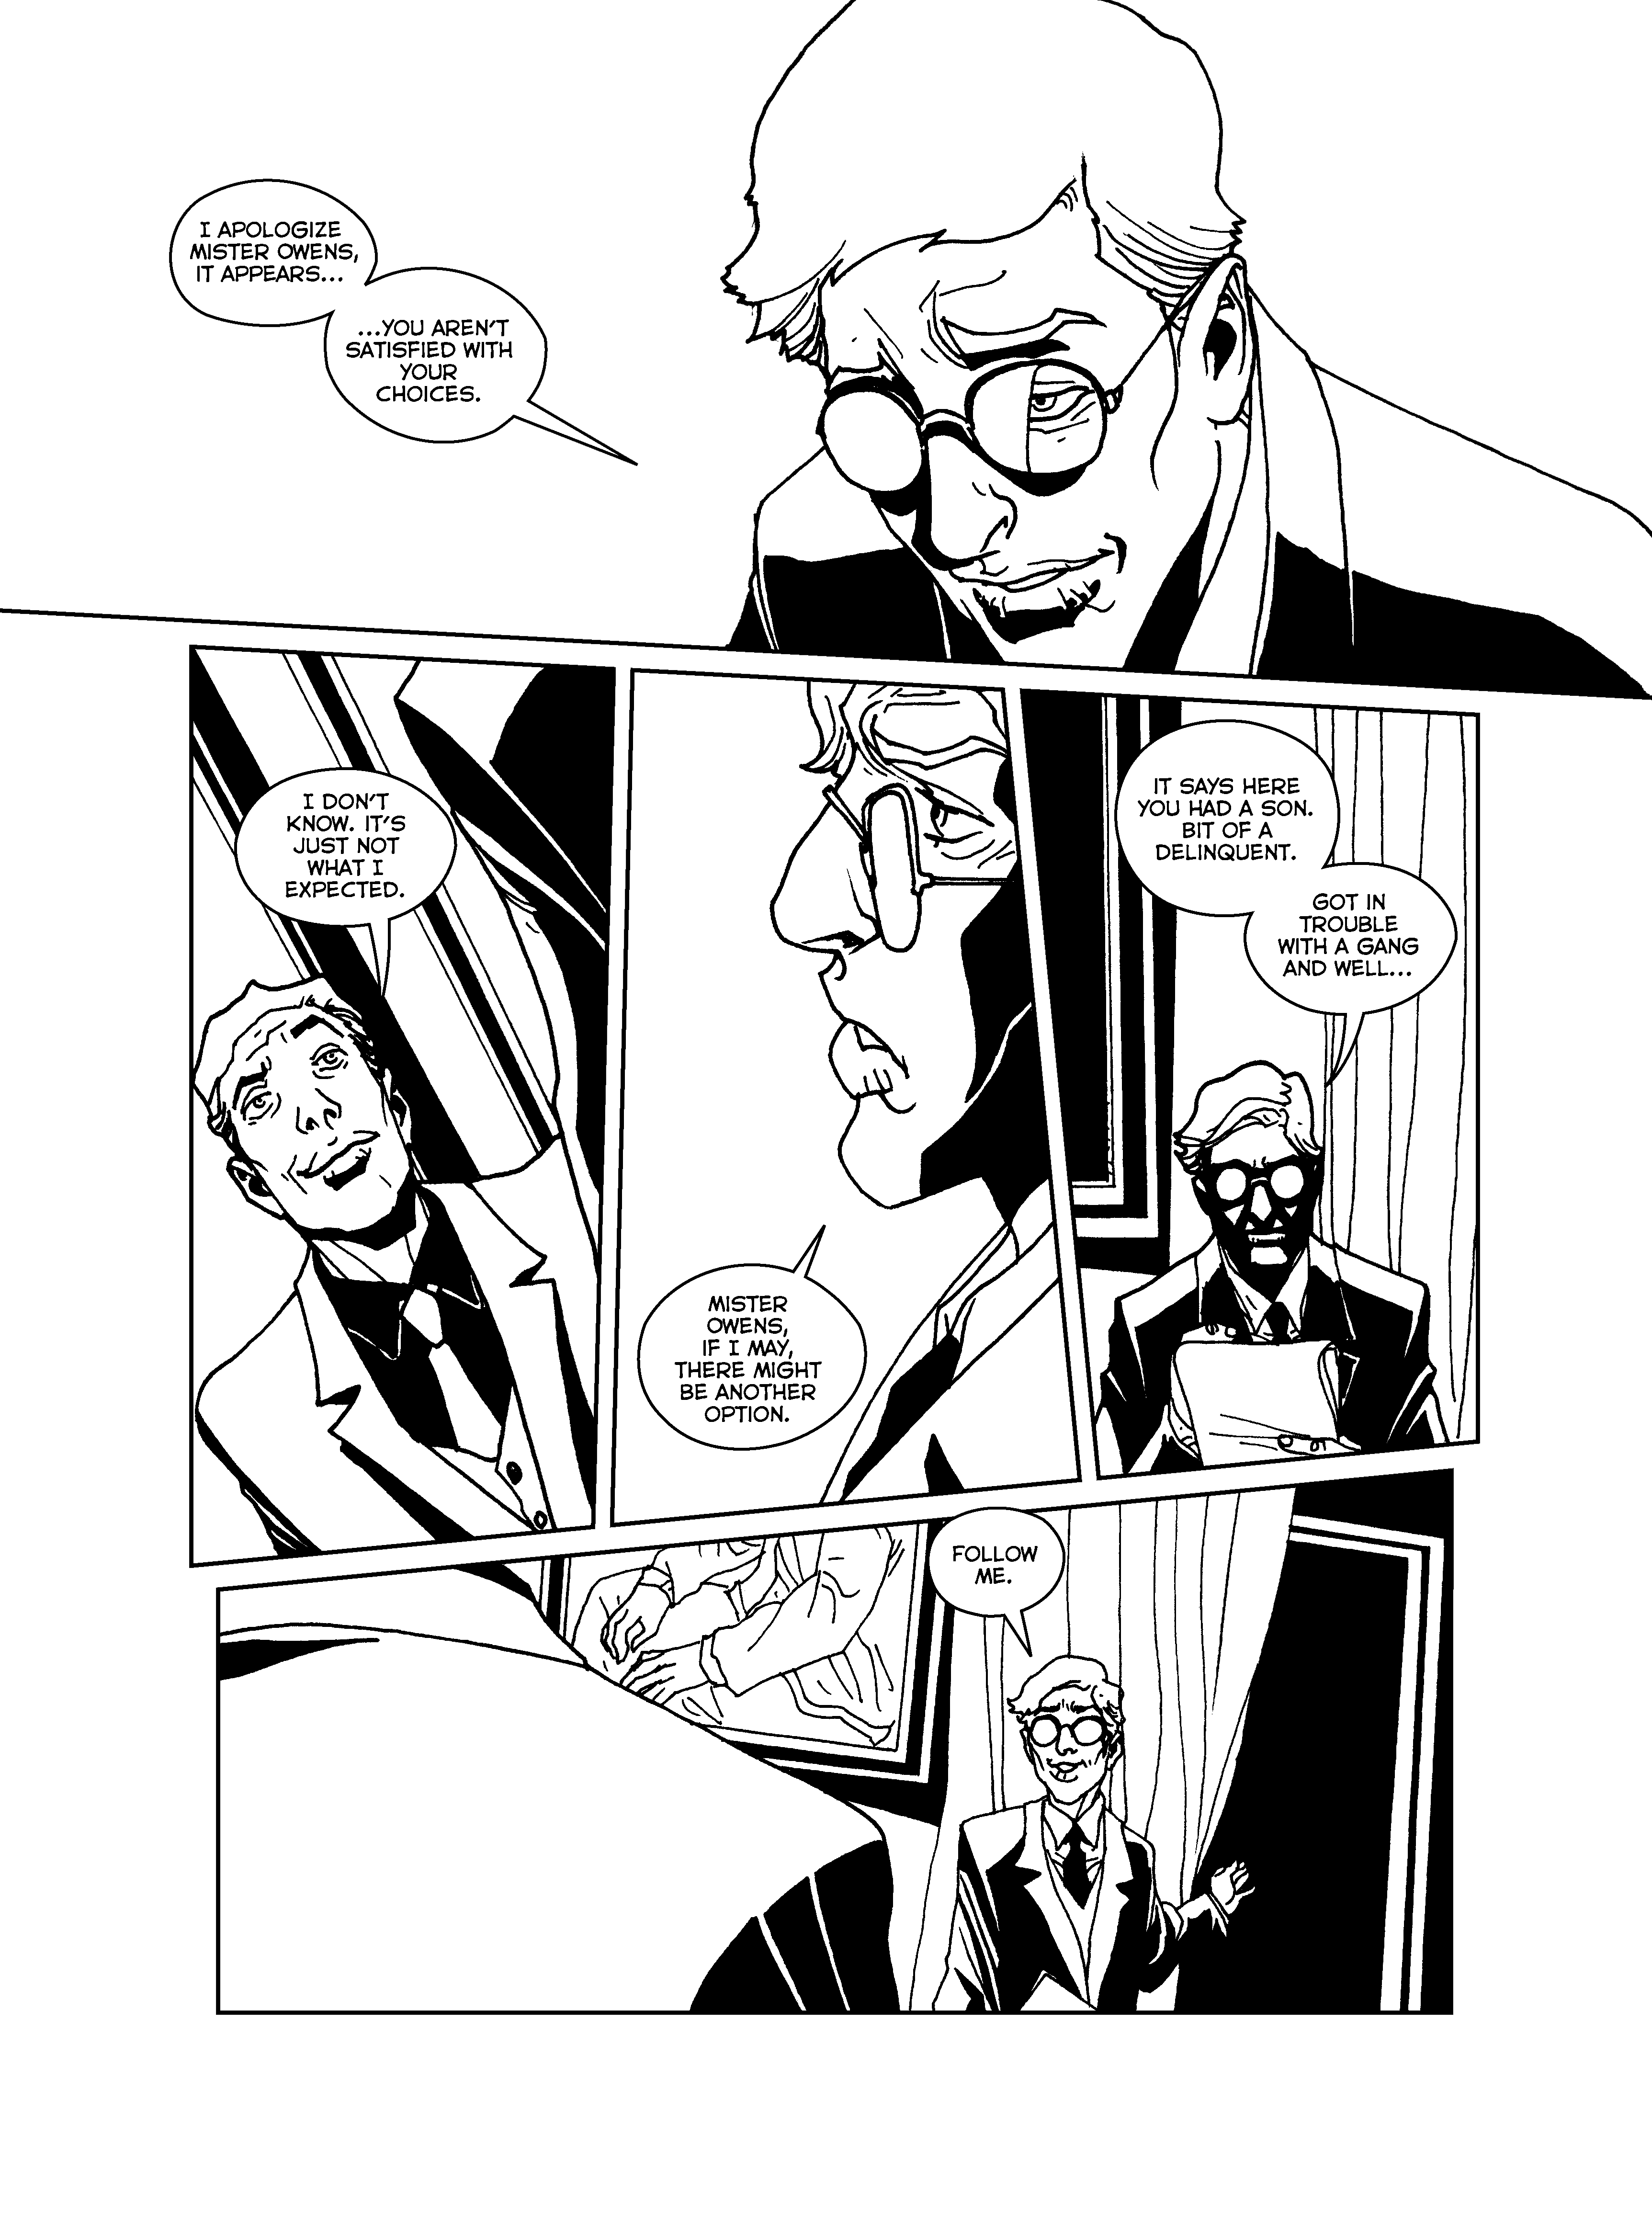 I APOLOGIZE
MISTER OWENS,
IT APPEARS...
...YOU AREN'T
SATISFIED WITH
YOUR
CHOICES.
I DON'T
KNOW. IT'S
JUST NOT
WHAT I
EXPECTED.
MISTER
OWENS,
IF I MAY,
THERE MIGHT
BE ANOTHER
OPTION.
IT SAYS HERE
YOU HAD A SON.
BIT OF A
DELINQUENT.
GOT IN
TROUBLE
WITH A GANG
AND WELL...
FOLLOW
ME.